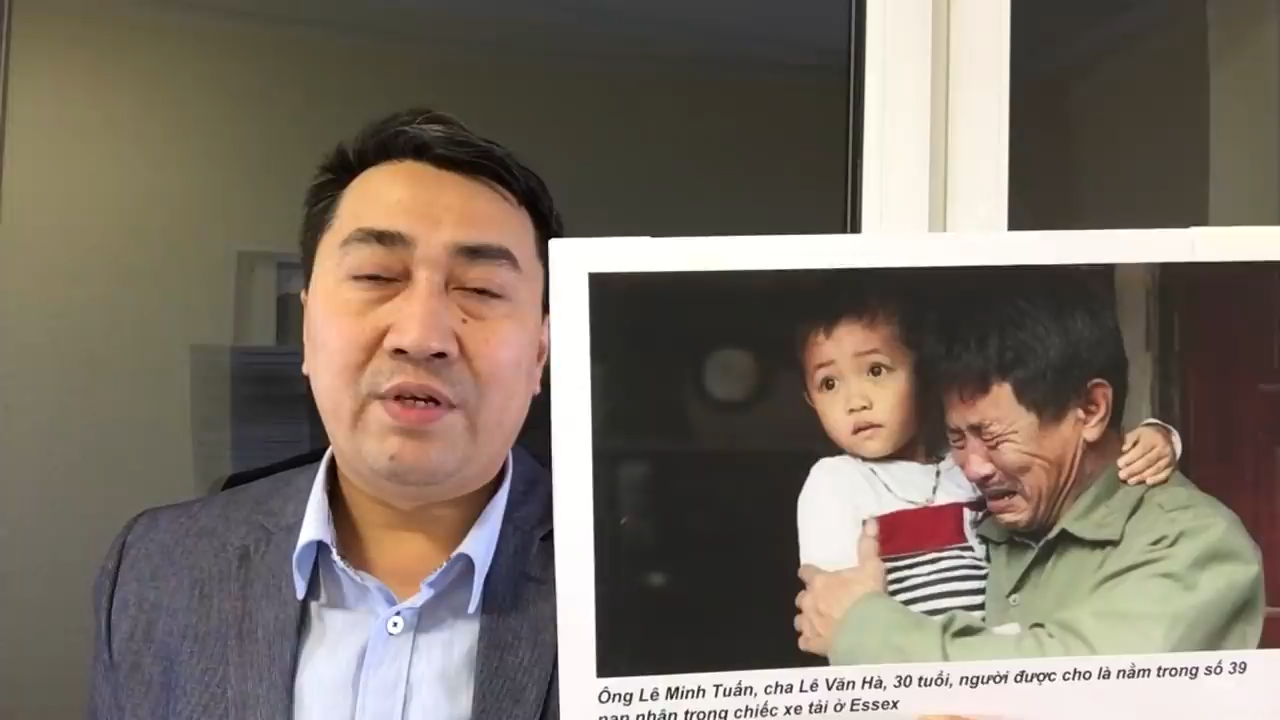 Ông Lê Minh Tuấn, cha Lê Văn Hà, 30 tuổi, người được cho là nằm trong số 39
nạn nhân trong chiếc xe tải ở Essex